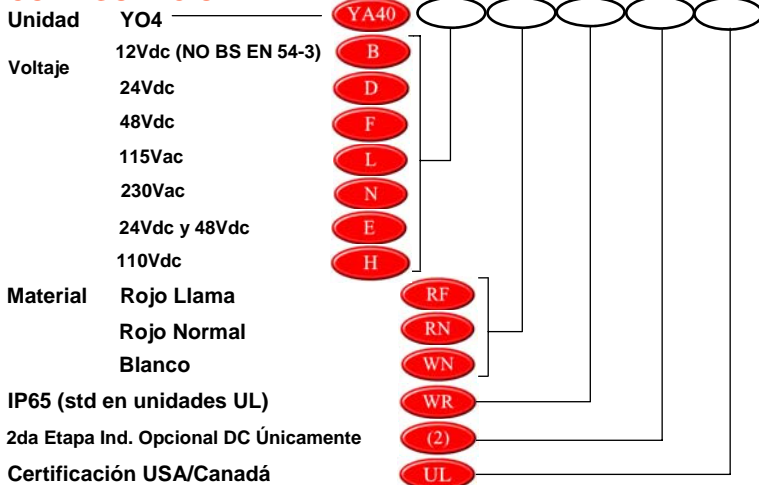 Unidad YO4 YA40
Voltaje
12Vdc (NO BS EN 54-3) B
24Vdc D
48Vdc F
115Vac L
230Vac N
24Vdc y 48Vdc E
110Vdc H
Material Rojo Llama RF
Rojo Normal RN
Blanco WN
IP65 (std en unidades UL) WR
2da Etapa Ind. Opcional DC Únicamente (2)
Certificación USA/Canadá UL